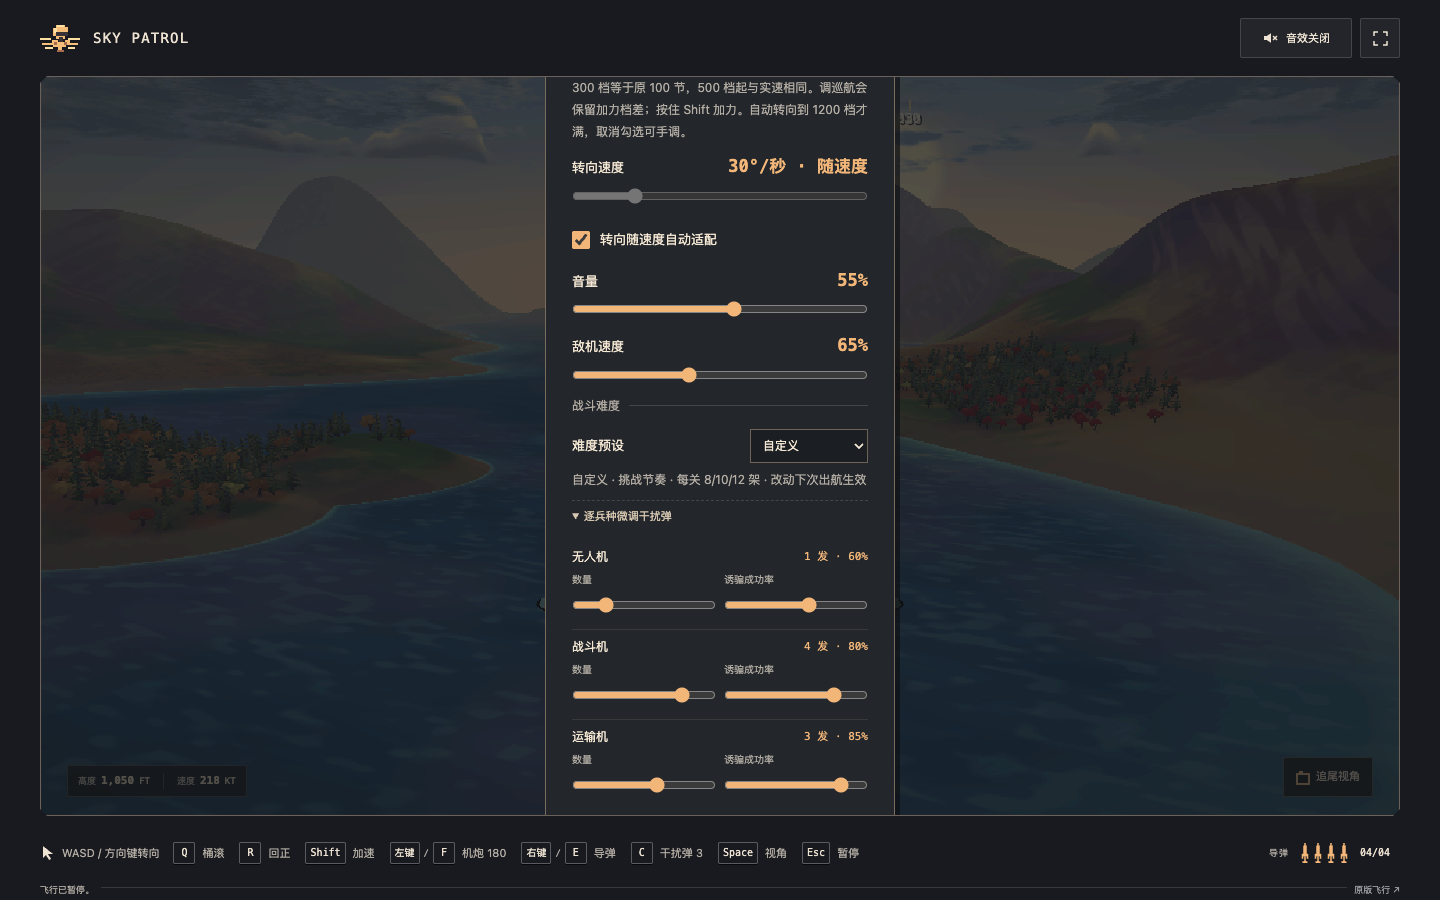 SKY PATROL
音效关闭
300 档等于原 100 节，500 档起与实速相同。调巡航会
保留加力档差；按住 Shift 加力。自动转向到 1200 档才
满，取消勾选可手调。
转向速度 30°/秒 · 随速度
转向随速度自动适配
音量 55%
敌机速度 65%
战斗难度
难度预设 自定义
自定义 · 挑战节奏 · 每关 8/10/12 架 · 改动下次出航生效
▼ 逐兵种微调干扰弹
无人机 1 发 · 60%
数量 诱骗成功率
战斗机 4 发 · 80%
数量 诱骗成功率
运输机 3 发 · 85%
数量 诱骗成功率
高度 1,050 FT 速度 218 KT
追尾视角
WASD / 方向键转向 Q 桶滚 R 回正 Shift 加速 左键 / F 机炮 180 右键 / E 导弹 C 干扰弹 3 Space 视角 Esc 暂停
导弹 04/04
飞行已暂停。
原版飞行 ↗